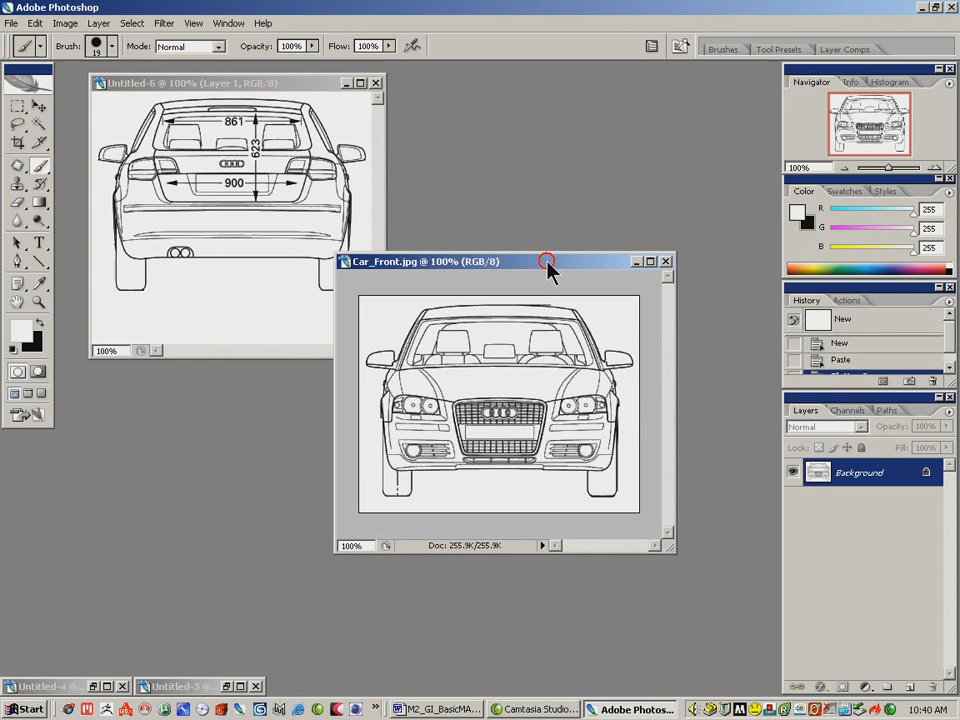 Adobe Photoshop
File Edit Image Layer Select Filter View Window Help
Brush: 19 Mode: Normal Opacity: 100% Flow: 100% Brushes Tool Presets Layer Comps
Untitled-6 @ 100% (Layer 1, RGB/8)
861
623
900
100%
Car_Front.jpg @ 100% (RGB/8)
100% Doc: 255.9K/255.9K
Navigator Info Histogram
100%
Color Swatches Styles
R 255
G 255
B 255
History Actions
New
New
Paste
Layers Channels Paths
Normal Opacity: 100%
Lock: Fill: 100%
Background
Untitled-4 @... Untitled-3 @...
Start M2_GI_BasicMA... Camtasia Studio... Adobe Photos... 10:40 AM